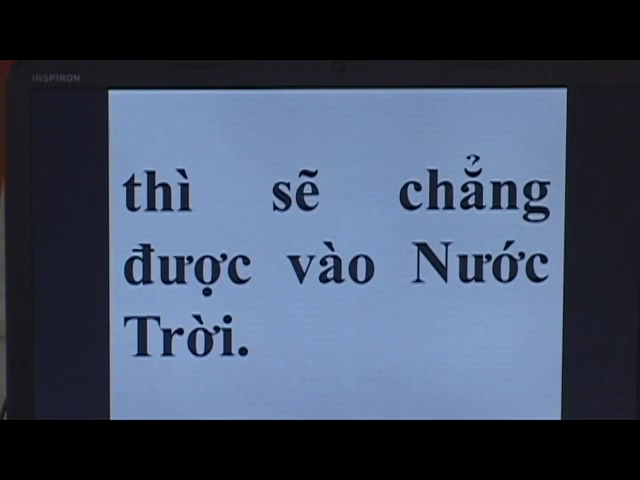 INSPIRON
thì sẽ chẳng
được vào Nước
Trời.